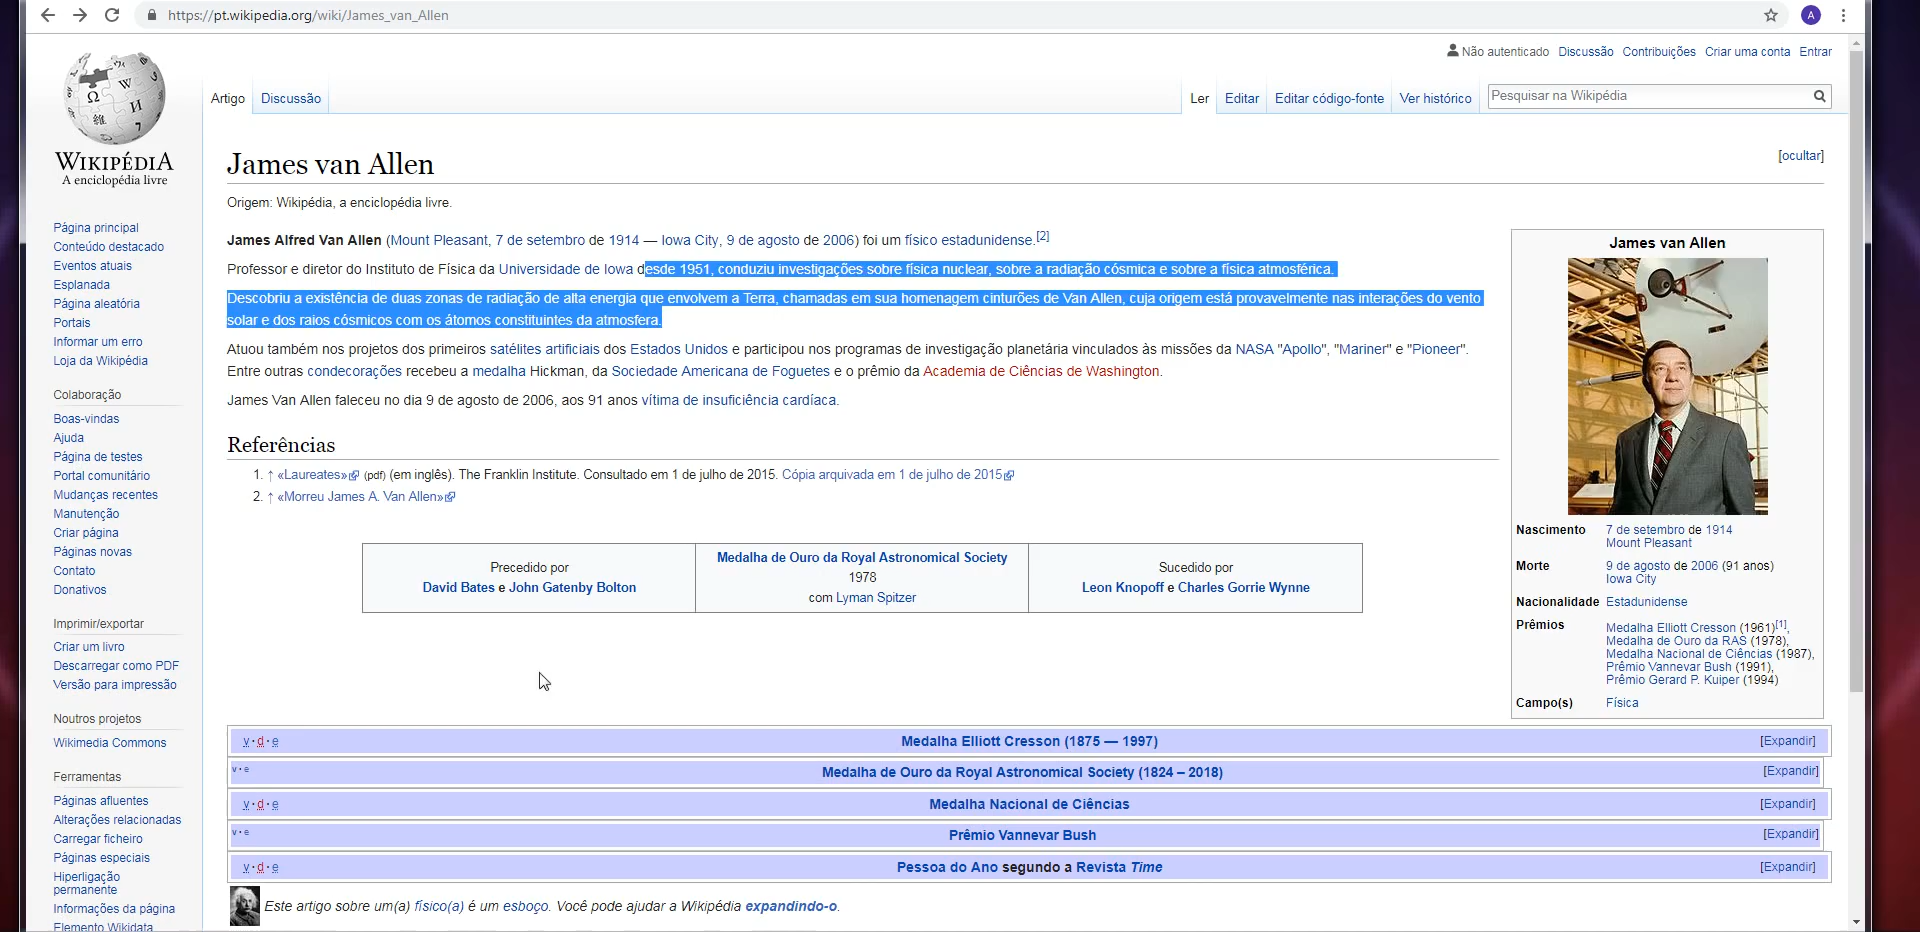 https://pt.wikipedia.org/wiki/James_van_Allen
A
Não autenticado Discussão Contribuições Criar uma conta Entrar
Artigo Discussão
Ler Editar Editar código-fonte Ver histórico
Pesquisar na Wikipédia
WIKIPÉDIA
A enciclopédia livre
Página principal
Conteúdo destacado
Eventos atuais
Esplanada
Página aleatória
Portais
Informar um erro
Loja da Wikipédia
Colaboração
Boas-vindas
Ajuda
Página de testes
Portal comunitário
Mudanças recentes
Manutenção
Criar página
Páginas novas
Contato
Donativos
Imprimir/exportar
Criar um livro
Descarregar como PDF
Versão para impressão
Noutros projetos
Wikimedia Commons
Ferramentas
Páginas afluentes
Alterações relacionadas
Carregar ficheiro
Páginas especiais
Hiperligação
permanente
Informações da página
Elemento Wikidata
James van Allen
[ocultar]
Origem: Wikipédia, a enciclopédia livre.
James Alfred Van Allen (Mount Pleasant, 7 de setembro de 1914 — Iowa City, 9 de agosto de 2006) foi um físico estadunidense.[2]
Professor e diretor do Instituto de Física da Universidade de Iowa desde 1951, conduziu investigações sobre física nuclear, sobre a radiação cósmica e sobre a física atmosférica.
Descobriu a existência de duas zonas de radiação de alta energia que envolvem a Terra, chamadas em sua homenagem cinturões de Van Allen, cuja origem está provavelmente nas interações do vento
solar e dos raios cósmicos com os átomos constituintes da atmosfera.
Atuou também nos projetos dos primeiros satélites artificiais dos Estados Unidos e participou nos programas de investigação planetária vinculados às missões da NASA "Apollo", "Mariner" e "Pioneer".
Entre outras condecorações recebeu a medalha Hickman, da Sociedade Americana de Foguetes e o prêmio da Academia de Ciências de Washington.
James Van Allen faleceu no dia 9 de agosto de 2006, aos 91 anos vítima de insuficiência cardíaca.
Referências
1. ↑ «Laureates» (pdf) (em inglês). The Franklin Institute. Consultado em 1 de julho de 2015. Cópia arquivada em 1 de julho de 2015
2. ↑ «Morreu James A. Van Allen»
Precedido por
David Bates e John Gatenby Bolton
Medalha de Ouro da Royal Astronomical Society
1978
com Lyman Spitzer
Sucedido por
Leon Knopoff e Charles Gorrie Wynne
James van Allen
Nascimento 7 de setembro de 1914
Mount Pleasant
Morte 9 de agosto de 2006 (91 anos)
Iowa City
Nacionalidade Estadunidense
Prêmios Medalha Elliott Cresson (1961)[1],
Medalha de Ouro da RAS (1978),
Medalha Nacional de Ciências (1987),
Prêmio Vannevar Bush (1991),
Prêmio Gerard P. Kuiper (1994)
Campo(s) Física
v • d • e Medalha Elliott Cresson (1875 — 1997) [Expandir]
v • e Medalha de Ouro da Royal Astronomical Society (1824 – 2018) [Expandir]
v • d • e Medalha Nacional de Ciências [Expandir]
v • e Prêmio Vannevar Bush [Expandir]
v • d • e Pessoa do Ano segundo a Revista Time [Expandir]
Este artigo sobre um(a) físico(a) é um esboço. Você pode ajudar a Wikipédia expandindo-o.